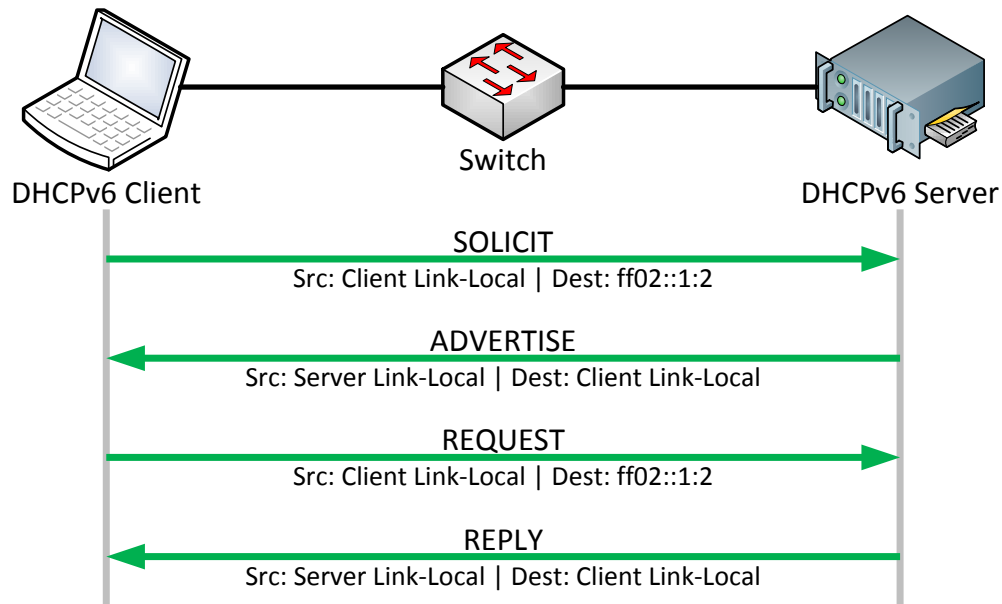 Switch
DHCPv6 Client
DHCPv6 Server
SOLICIT
Src: Client Link-Local | Dest: ff02::1:2
ADVERTISE
Src: Server Link-Local | Dest: Client Link-Local
REQUEST
Src: Client Link-Local | Dest: ff02::1:2
REPLY
Src: Server Link-Local | Dest: Client Link-Local